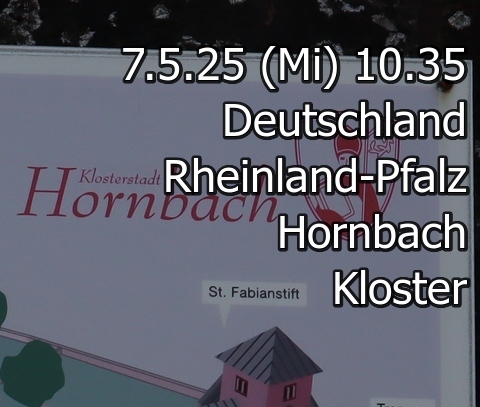 7.5.25 (Mi) 10.35
Deutschland
Klosterstadt
Rheinland-Pfalz
Hornbach
Hornbach
St. Fabianstift
Kloster